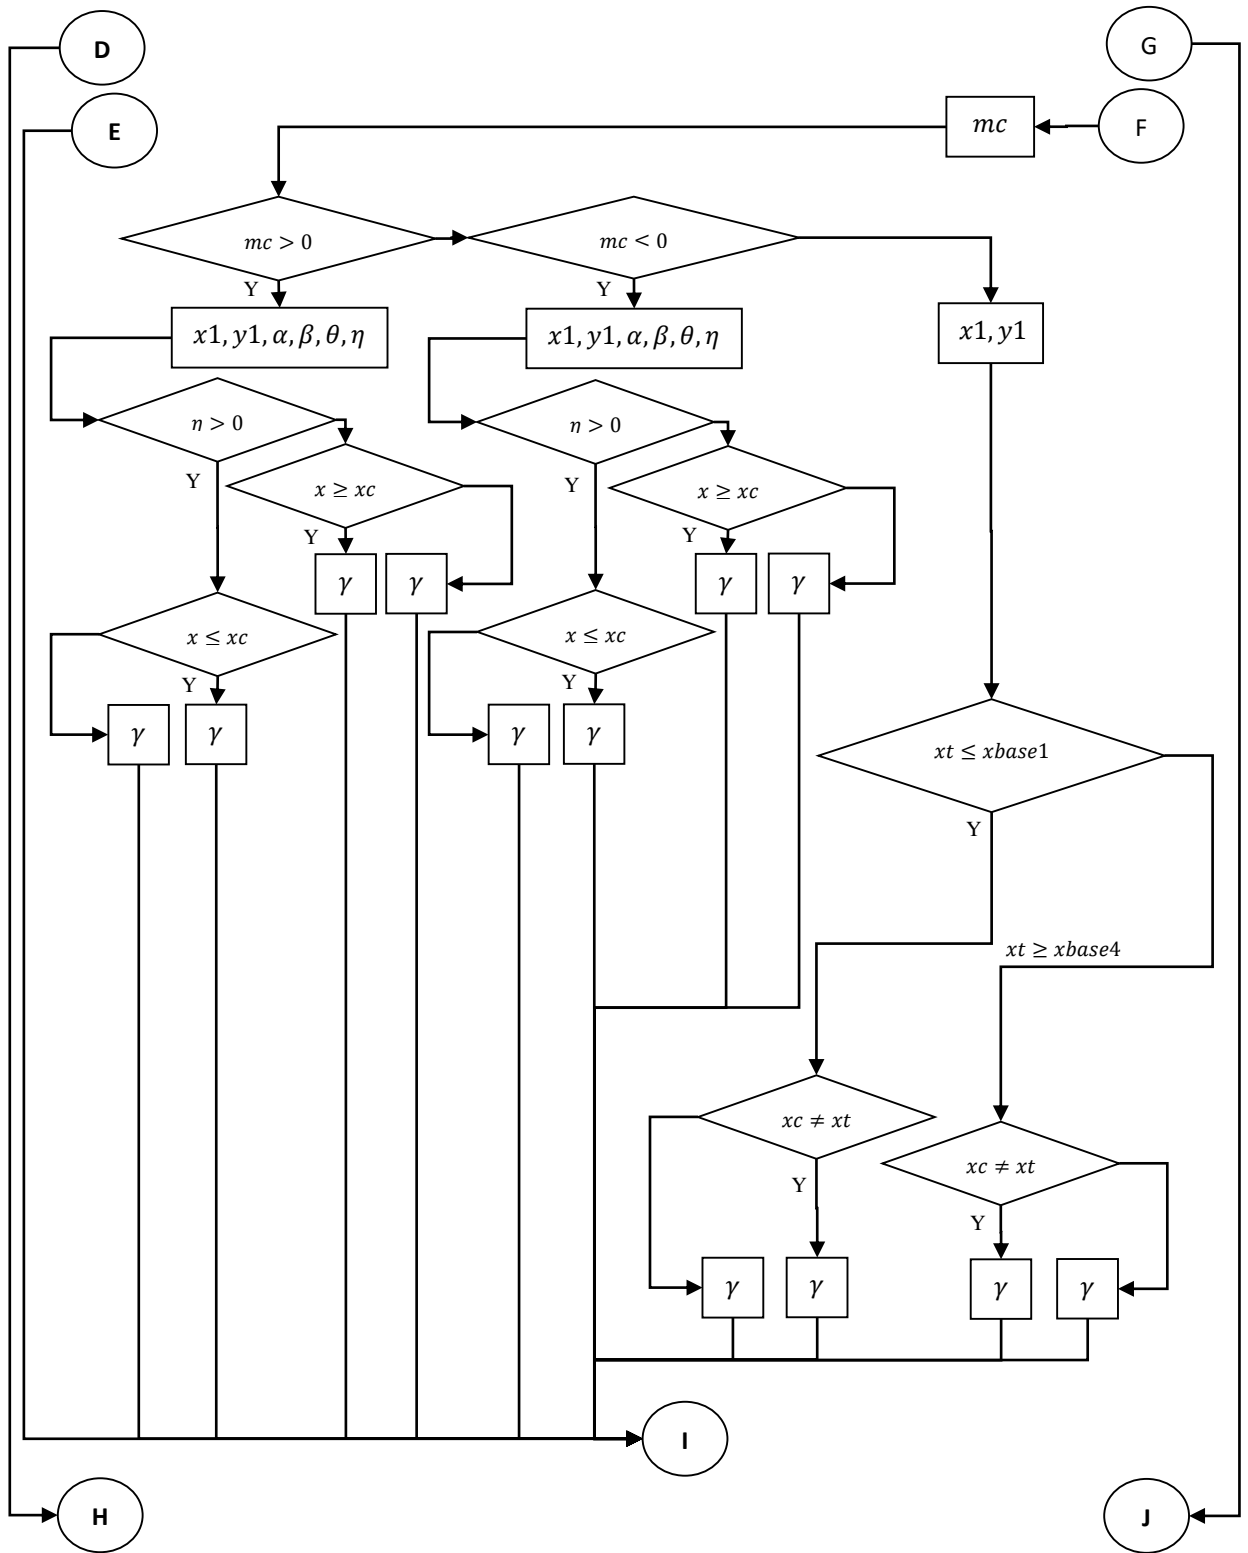 D
G
E
mc
F
mc > 0
mc < 0
Y
Y
x1, y1, α, β, θ, η
x1, y1, α, β, θ, η
x1, y1
n > 0
n > 0
Y
x ≥ xc
Y
x ≥ xc
Y
Y
γ
γ
γ
γ
x ≤ xc
x ≤ xc
Y
Y
γ
γ
γ
γ
xt ≤ xbase1
Y
xt ≥ xbase4
xc ≠ xt
xc ≠ xt
Y
Y
γ
γ
γ
γ
I
H
J